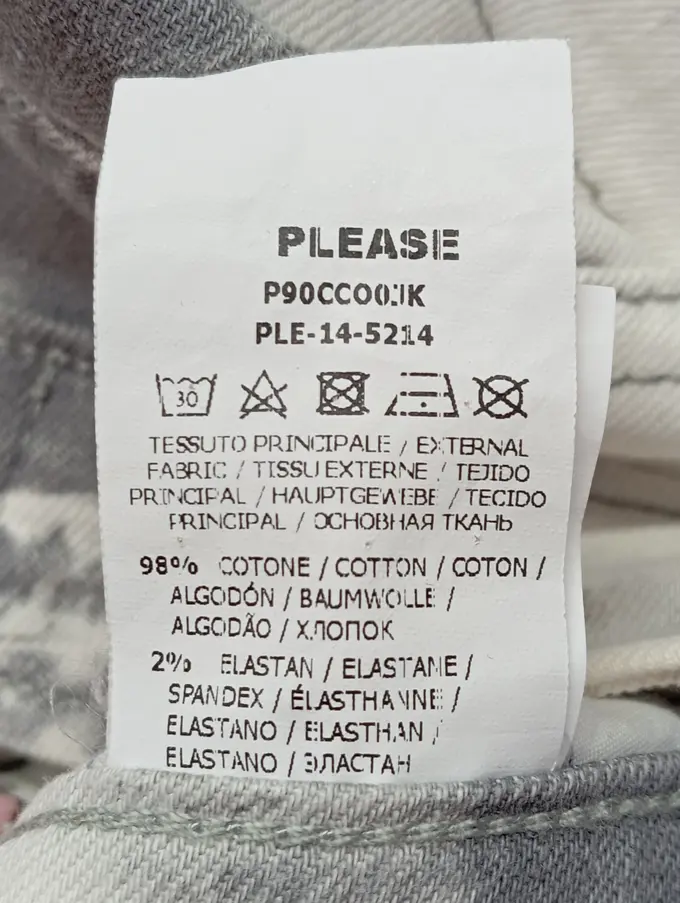 PLEASE
PLE-14-5214
30
TESSUTO PRINCIPALE / EXTERNAL
FABRIC / TISSU EXTERNE / TEJIDO
PRINCIPAL / HAUPTGEWEBE / TECIDO
PRINCIPAL / ОСНОВНАЯ ТКАНЬ
98% COTONE / COTTON / COTON /
ALGODÓN / BAUMWOLLE /
ALGODÃO / ХЛОПОК
2% ELASTAN / ELASTANE /
SPANDEX / ÉLASTHANNE /
ELASTANO / ELASTHAN /
ELASTANO / ЭЛАСТАН